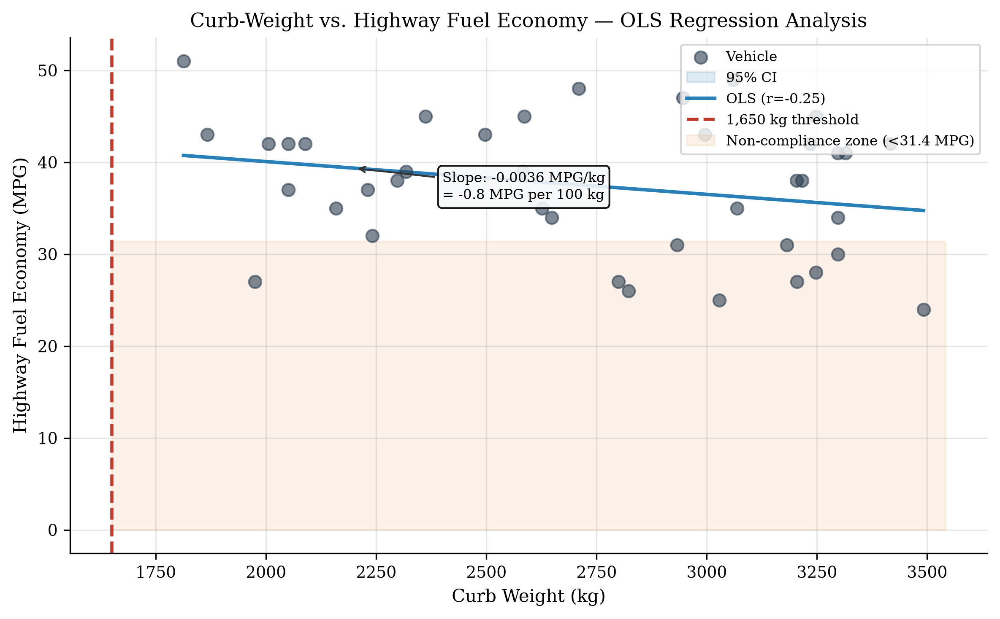 Curb-Weight vs. Highway Fuel Economy — OLS Regression Analysis
Vehicle
95% CI
OLS (r=-0.25)
1,650 kg threshold
Non-compliance zone (<31.4 MPG)
Slope: -0.0036 MPG/kg
= -0.8 MPG per 100 kg
Highway Fuel Economy (MPG)
50
40
30
20
10
0
1750 2000 2250 2500 2750 3000 3250 3500
Curb Weight (kg)